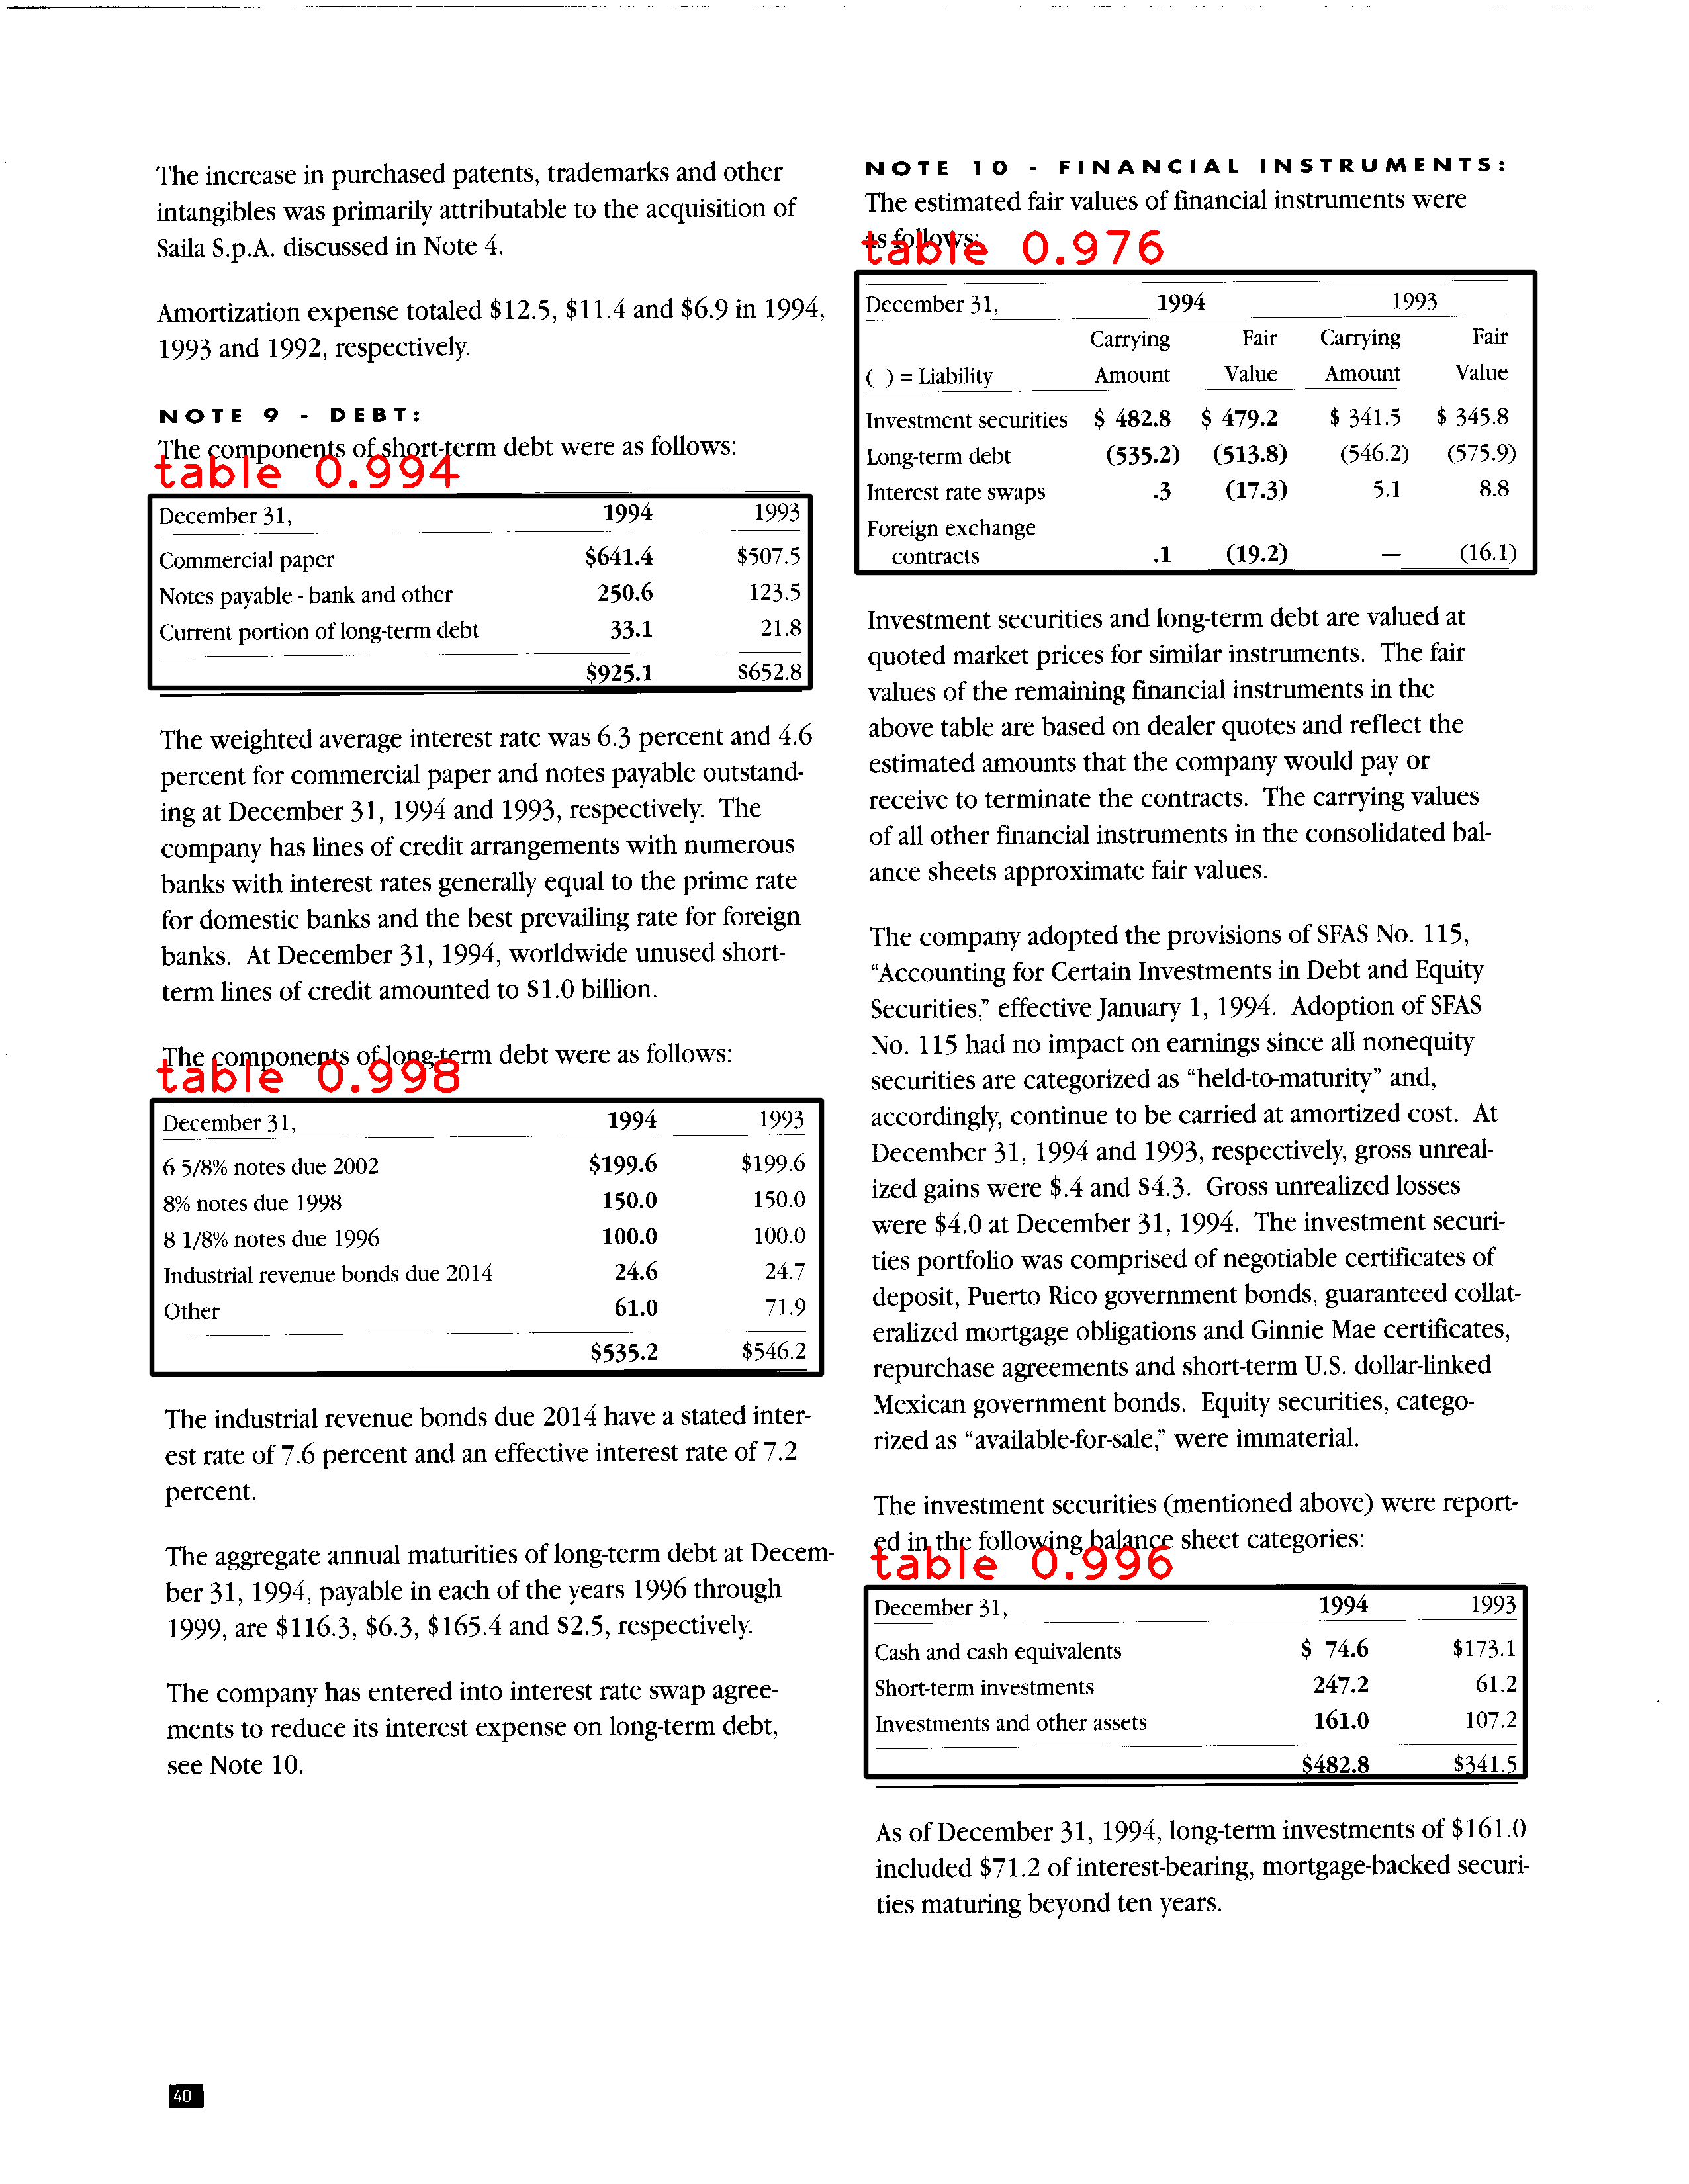 The increase in purchased patents, trademarks and other
intangibles was primarily attributable to the acquisition of
Saila S.p.A. discussed in Note 4.
Amortization expense totaled $12.5, $11.4 and $6.9 in 1994,
1993 and 1992, respectively.
NOTE 9 - DEBT:
The components of short-term debt were as follows:
table 0.994
December 31, 1994 1993
Commercial paper $641.4 $507.5
Notes payable - bank and other 250.6 123.5
Current portion of long-term debt 33.1 21.8
$925.1 $652.8
The weighted average interest rate was 6.3 percent and 4.6
percent for commercial paper and notes payable outstand-
ing at December 31, 1994 and 1993, respectively. The
company has lines of credit arrangements with numerous
banks with interest rates generally equal to the prime rate
for domestic banks and the best prevailing rate for foreign
banks. At December 31, 1994, worldwide unused short-
term lines of credit amounted to $1.0 billion.
The components of long-term debt were as follows:
table 0.998
December 31, 1994 1993
6 5/8% notes due 2002 $199.6 $199.6
8% notes due 1998 150.0 150.0
8 1/8% notes due 1996 100.0 100.0
Industrial revenue bonds due 2014 24.6 24.7
Other 61.0 71.9
$535.2 $546.2
The industrial revenue bonds due 2014 have a stated inter-
est rate of 7.6 percent and an effective interest rate of 7.2
percent.
The aggregate annual maturities of long-term debt at Decem-
ber 31, 1994, payable in each of the years 1996 through
1999, are $116.3, $6.3, $165.4 and $2.5, respectively.
The company has entered into interest rate swap agree-
ments to reduce its interest expense on long-term debt,
see Note 10.
NOTE 10 - FINANCIAL INSTRUMENTS:
The estimated fair values of financial instruments were
as follows:
table 0.976
December 31, 1994 1993
Carrying Fair Carrying Fair
( ) = Liability Amount Value Amount Value
Investment securities $ 482.8 $ 479.2 $ 341.5 $ 345.8
Long-term debt (535.2) (513.8) (546.2) (575.9)
Interest rate swaps .3 (17.3) 5.1 8.8
Foreign exchange
contracts .1 (19.2) — (16.1)
Investment securities and long-term debt are valued at
quoted market prices for similar instruments. The fair
values of the remaining financial instruments in the
above table are based on dealer quotes and reflect the
estimated amounts that the company would pay or
receive to terminate the contracts. The carrying values
of all other financial instruments in the consolidated bal-
ance sheets approximate fair values.
The company adopted the provisions of SFAS No. 115,
“Accounting for Certain Investments in Debt and Equity
Securities,” effective January 1, 1994. Adoption of SFAS
No. 115 had no impact on earnings since all nonequity
securities are categorized as “held-to-maturity” and,
accordingly, continue to be carried at amortized cost. At
December 31, 1994 and 1993, respectively, gross unreal-
ized gains were $.4 and $4.3. Gross unrealized losses
were $4.0 at December 31, 1994. The investment securi-
ties portfolio was comprised of negotiable certificates of
deposit, Puerto Rico government bonds, guaranteed collat-
eralized mortgage obligations and Ginnie Mae certificates,
repurchase agreements and short-term U.S. dollar-linked
Mexican government bonds. Equity securities, catego-
rized as “available-for-sale,” were immaterial.
The investment securities (mentioned above) were report-
ed in the following balance sheet categories:
table 0.996
December 31, 1994 1993
Cash and cash equivalents $ 74.6 $173.1
Short-term investments 247.2 61.2
Investments and other assets 161.0 107.2
$482.8 $341.5
As of December 31, 1994, long-term investments of $161.0
included $71.2 of interest-bearing, mortgage-backed securi-
ties maturing beyond ten years.
40